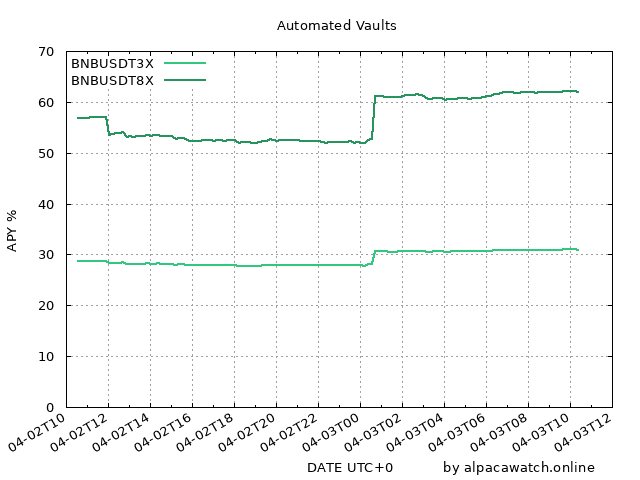 Automated Vaults
BNBUSDT3X
BNBUSDT8X
APY %
70
60
50
40
30
20
10
0
04-02T10
04-02T12
04-02T14
04-02T16
04-02T18
04-02T20
04-02T22
04-03T00
04-03T02
04-03T04
04-03T06
04-03T08
04-03T10
04-03T12
DATE UTC+0
by alpacawatch.online